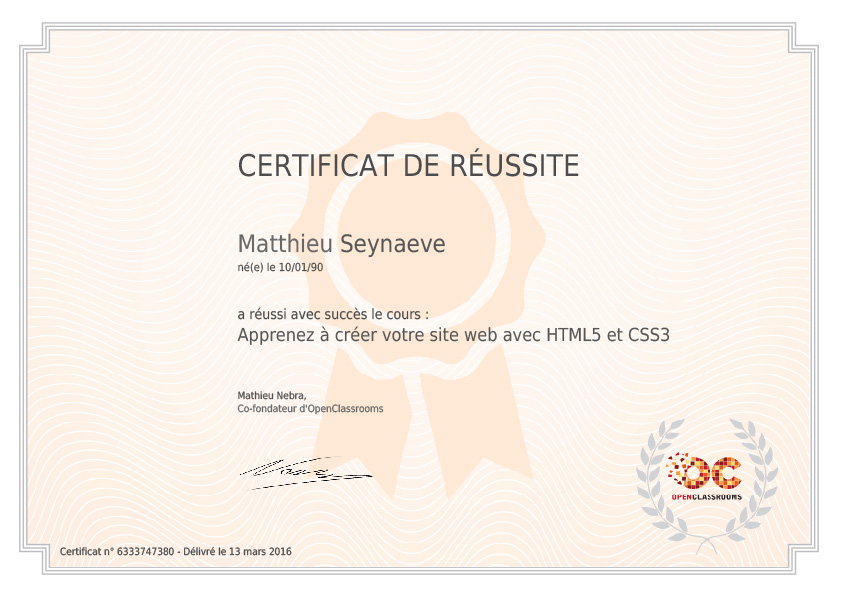 CERTIFICAT DE RÉUSSITE
Matthieu Seynaeve
né(e) le 10/01/90
a réussi avec succès le cours :
Apprenez à créer votre site web avec HTML5 et CSS3
Mathieu Nebra,
Co-fondateur d'OpenClassrooms
OC
OPENCLASSROOMS
Certificat n° 6333747380 - Délivré le 13 mars 2016